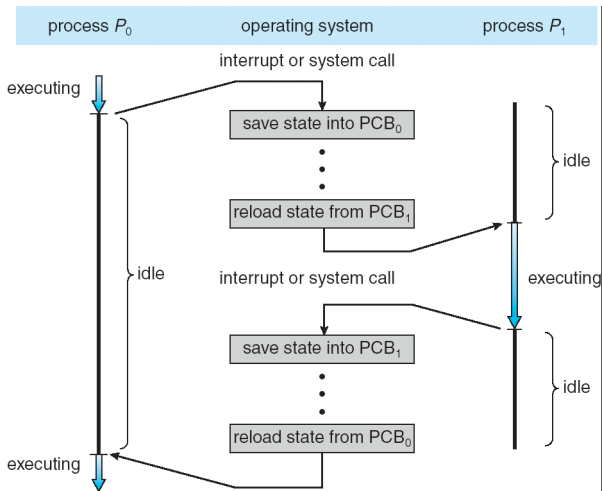 process P0
operating system
process P1
interrupt or system call
executing
save state into PCB0
idle
reload state from PCB1
idle
interrupt or system call
executing
save state into PCB1
idle
reload state from PCB0
executing